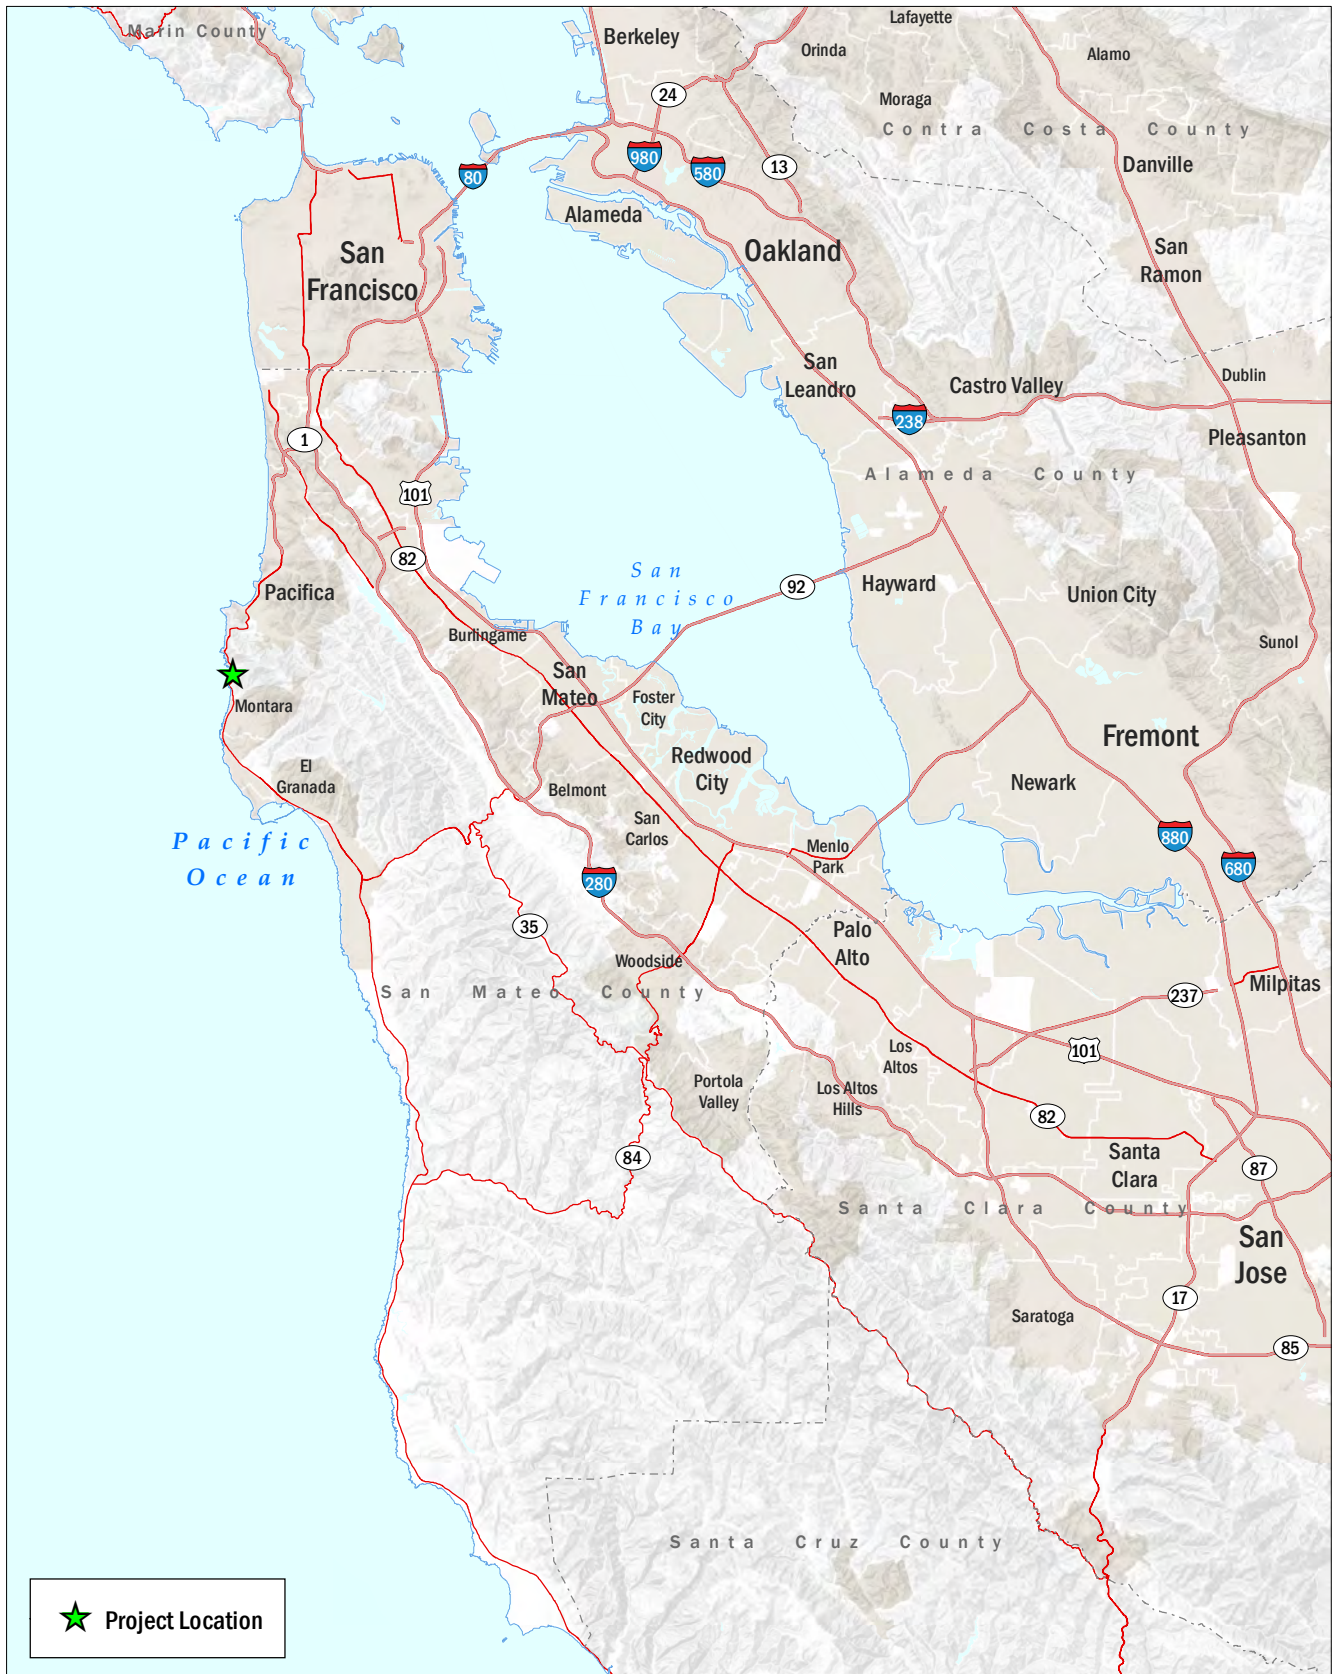 Marin County
Berkeley
Lafayette
Orinda
Alamo
24
Moraga
Contra Costa County
980
580
13
Danville
80
Alameda
San
Francisco
Oakland
San
Ramon
San
Leandro
Castro Valley
Dublin
238
Pleasanton
1
Alameda County
101
82
San
Francisco
Bay
92
Hayward
Union City
Pacifica
Burlingame
Sunol
San
Mateo
Foster
City
Montara
Fremont
Redwood
City
El
Granada
Belmont
Newark
San
Carlos
Menlo
Park
880
680
Pacific
Ocean
280
35
Palo
Alto
Woodside
San Mateo County
237
Milpitas
Los
Altos
101
Portola
Valley
Los Altos
Hills
82
84
Santa
Clara
87
Santa Clara County
San
Jose
17
Saratoga
85
Santa Cruz County
Project Location